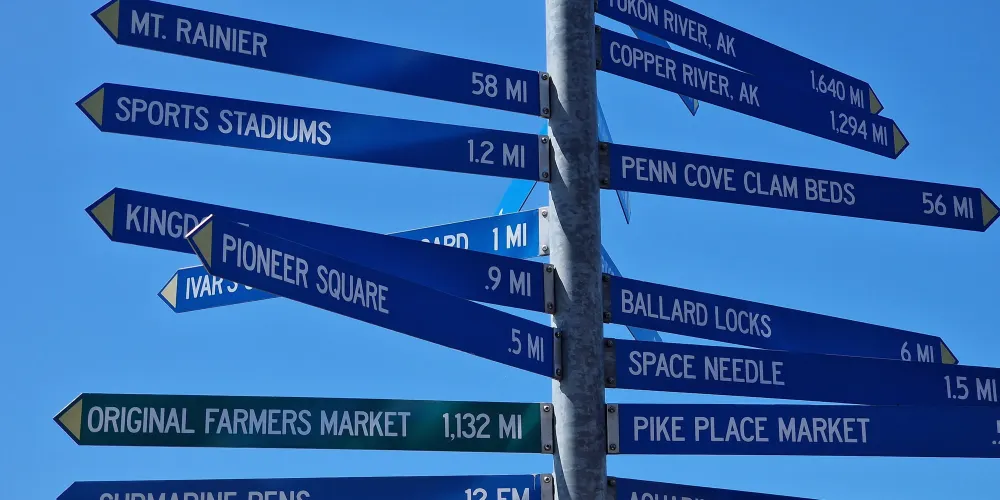 MT. RAINIER 58 MI
SPORTS STADIUMS 1.2 MI
1 MI
.9 MI
PIONEER SQUARE .5 MI
ORIGINAL FARMERS MARKET 1,132 MI
SUBMARINE PENS
YUKON RIVER, AK 1,640 MI
COPPER RIVER, AK 1,294 MI
PENN COVE CLAM BEDS 56 MI
BALLARD LOCKS 6 MI
SPACE NEEDLE 1.5 MI
PIKE PLACE MARKET